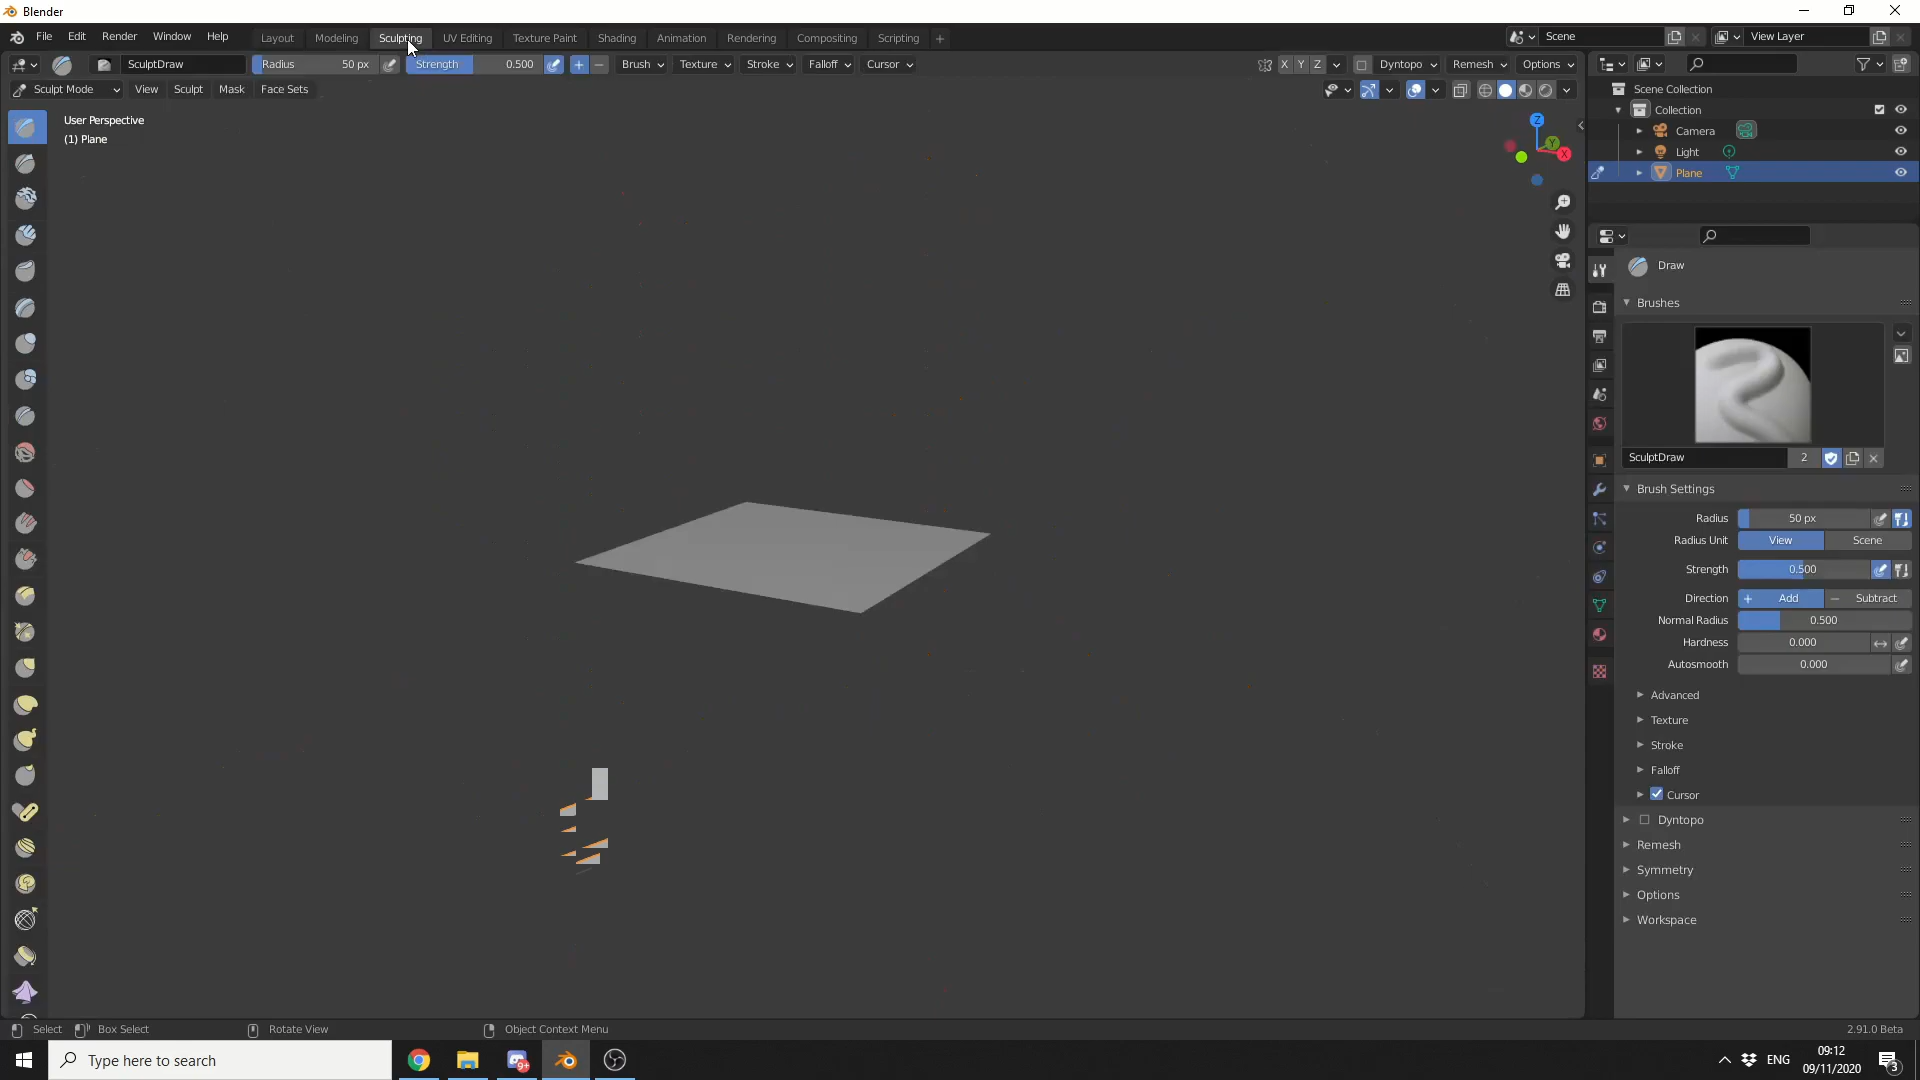 Blender
File Edit Render Window Help
Layout Modeling Sculpting UV Editing Texture Paint Shading Animation Rendering Compositing Scripting +
Scene
View Layer
SculptDraw
Radius 50 px
Strength 0.500
+ −
Brush Texture Stroke Falloff Cursor
X Y Z
Dyntopo Remesh Options
Sculpt Mode View Sculpt Mask Face Sets
User Perspective
(1) Plane
Z
Y
X
Scene Collection
Collection
Camera
Light
Plane
Draw
Brushes
SculptDraw 2
Brush Settings
Radius 50 px
Radius Unit View Scene
Strength 0.500
Direction + Add − Subtract
Normal Radius 0.500
Hardness 0.000
Autosmooth 0.000
Advanced
Texture
Stroke
Falloff
Cursor
Dyntopo
Remesh
Symmetry
Options
Workspace
Select Box Select Rotate View Object Context Menu
2.91.0 Beta
Type here to search
9+
ENG
09:12
09/11/2020
3